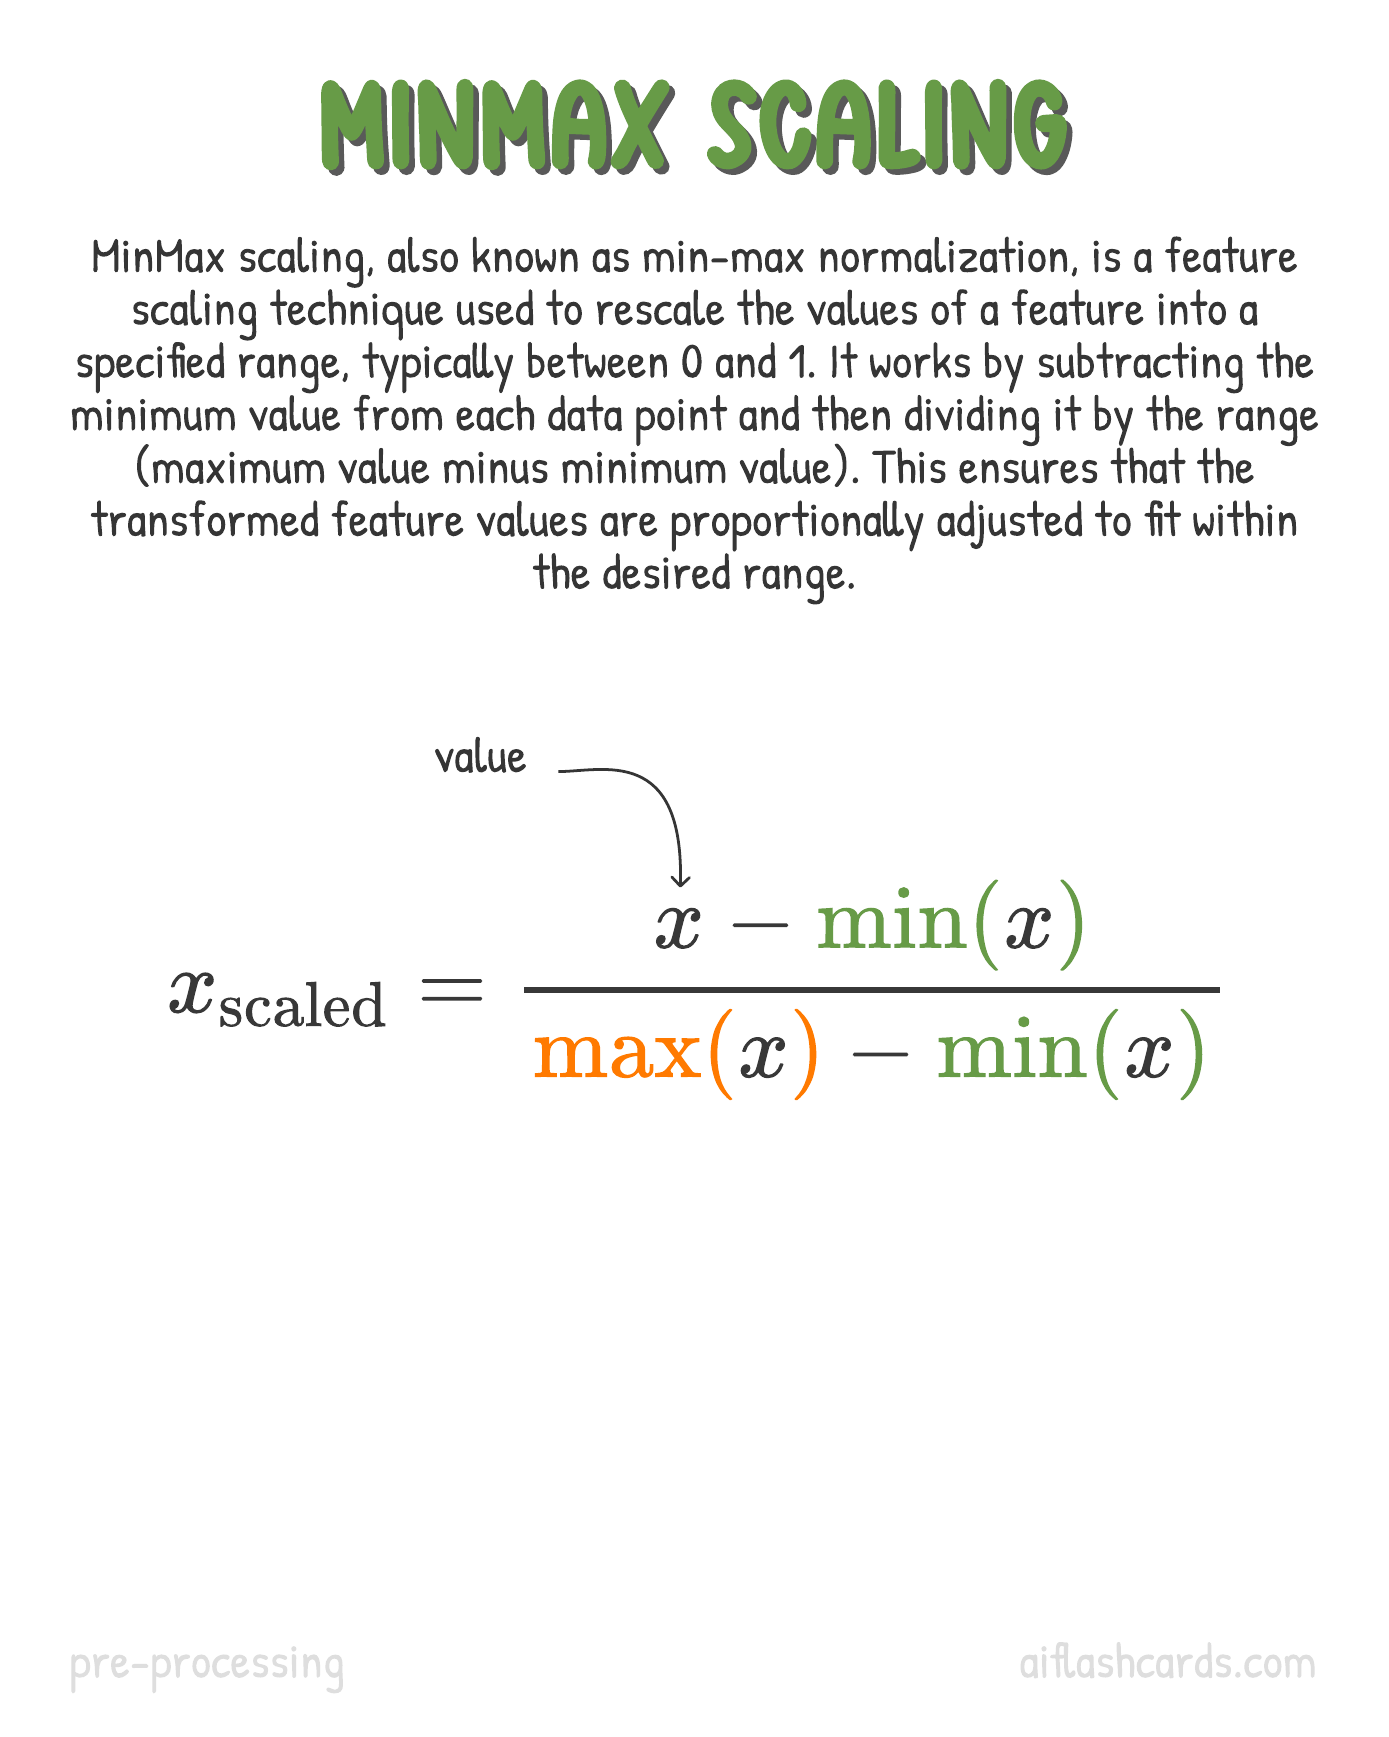 MINMAX SCALING
MinMax scaling, also known as min-max normalization, is a feature
scaling technique used to rescale the values of a feature into a
specified range, typically between 0 and 1. It works by subtracting the
minimum value from each data point and then dividing it by the range
(maximum value minus minimum value). This ensures that the
transformed feature values are proportionally adjusted to fit within
the desired range.
value
x − min(x)
x_scaled =
max(x) − min(x)
pre-processing
aiflashcards.com